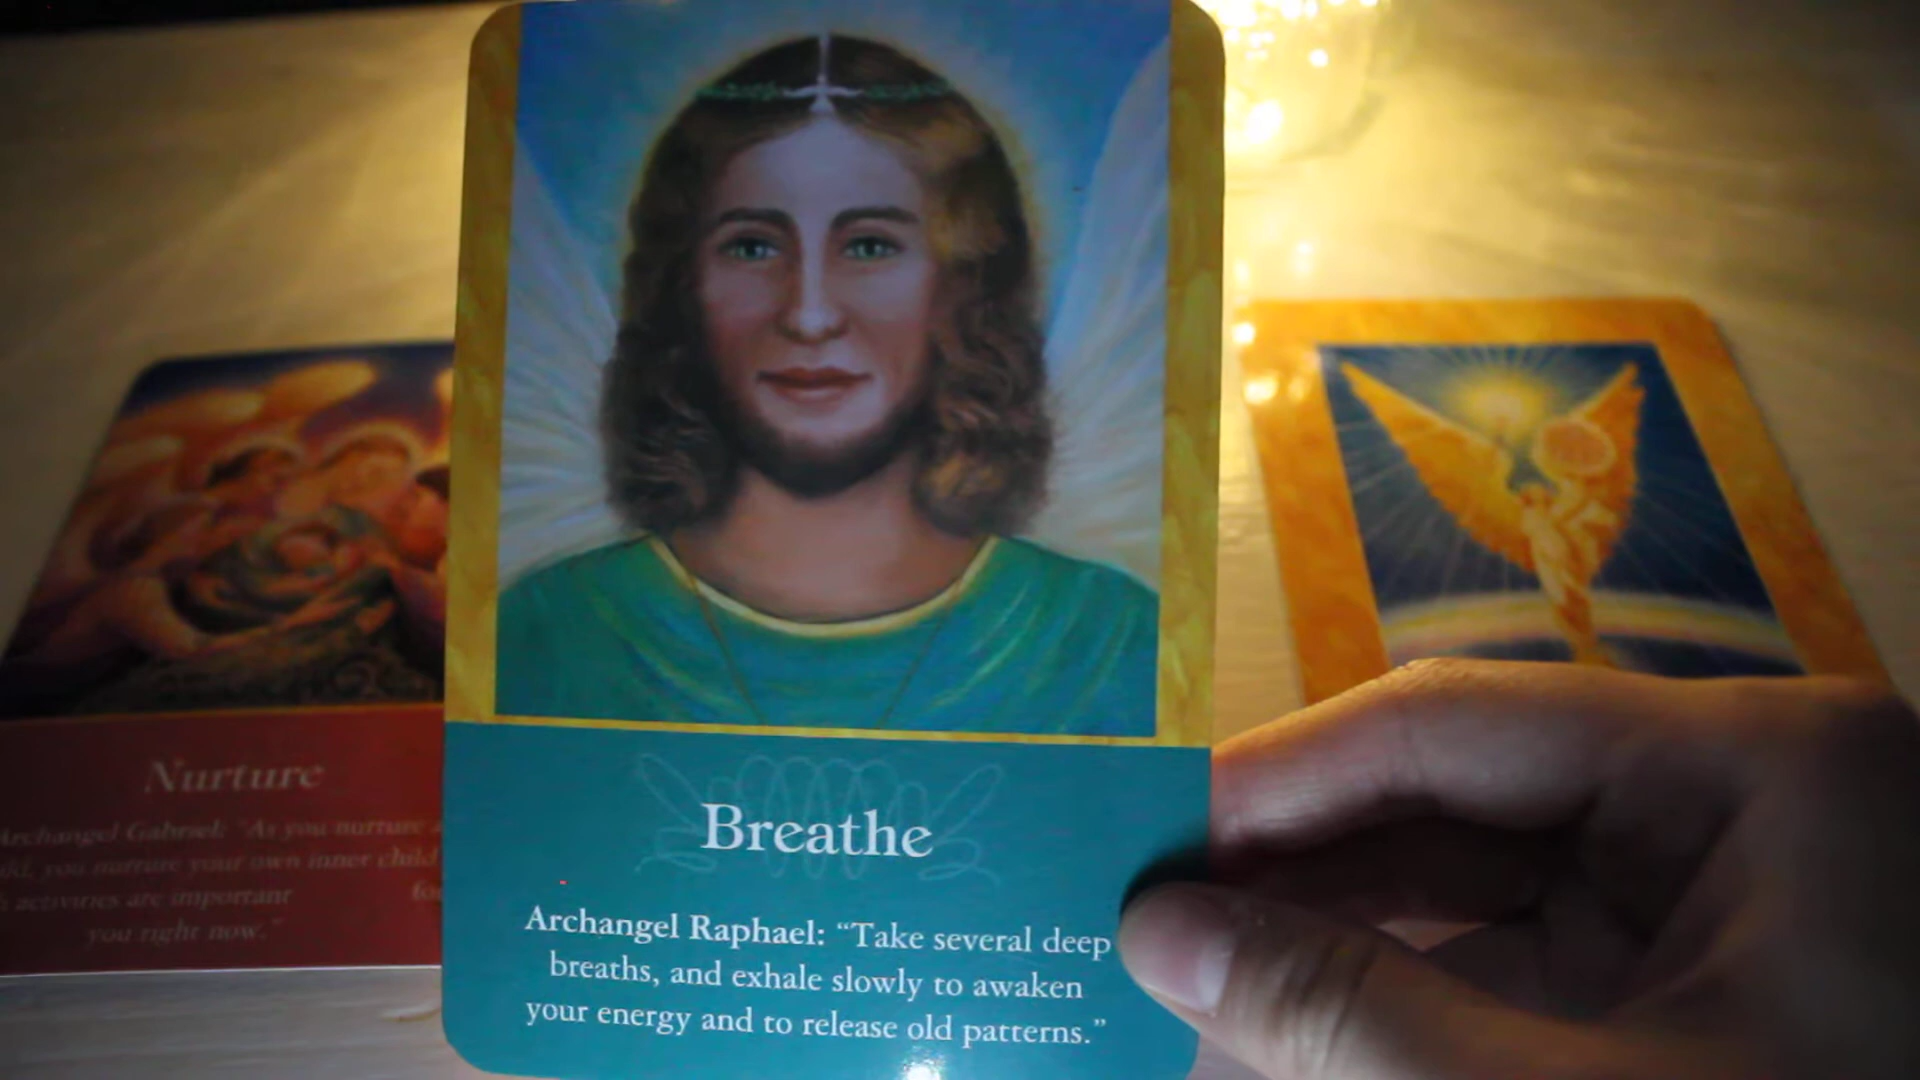 Nurture
Archangel Gabriel: "As you nurture a
you nurture your own inner child
activities are important
you right now."
Breathe
Archangel Raphael: “Take several deep
breaths, and exhale slowly to awaken
your energy and to release old patterns.”